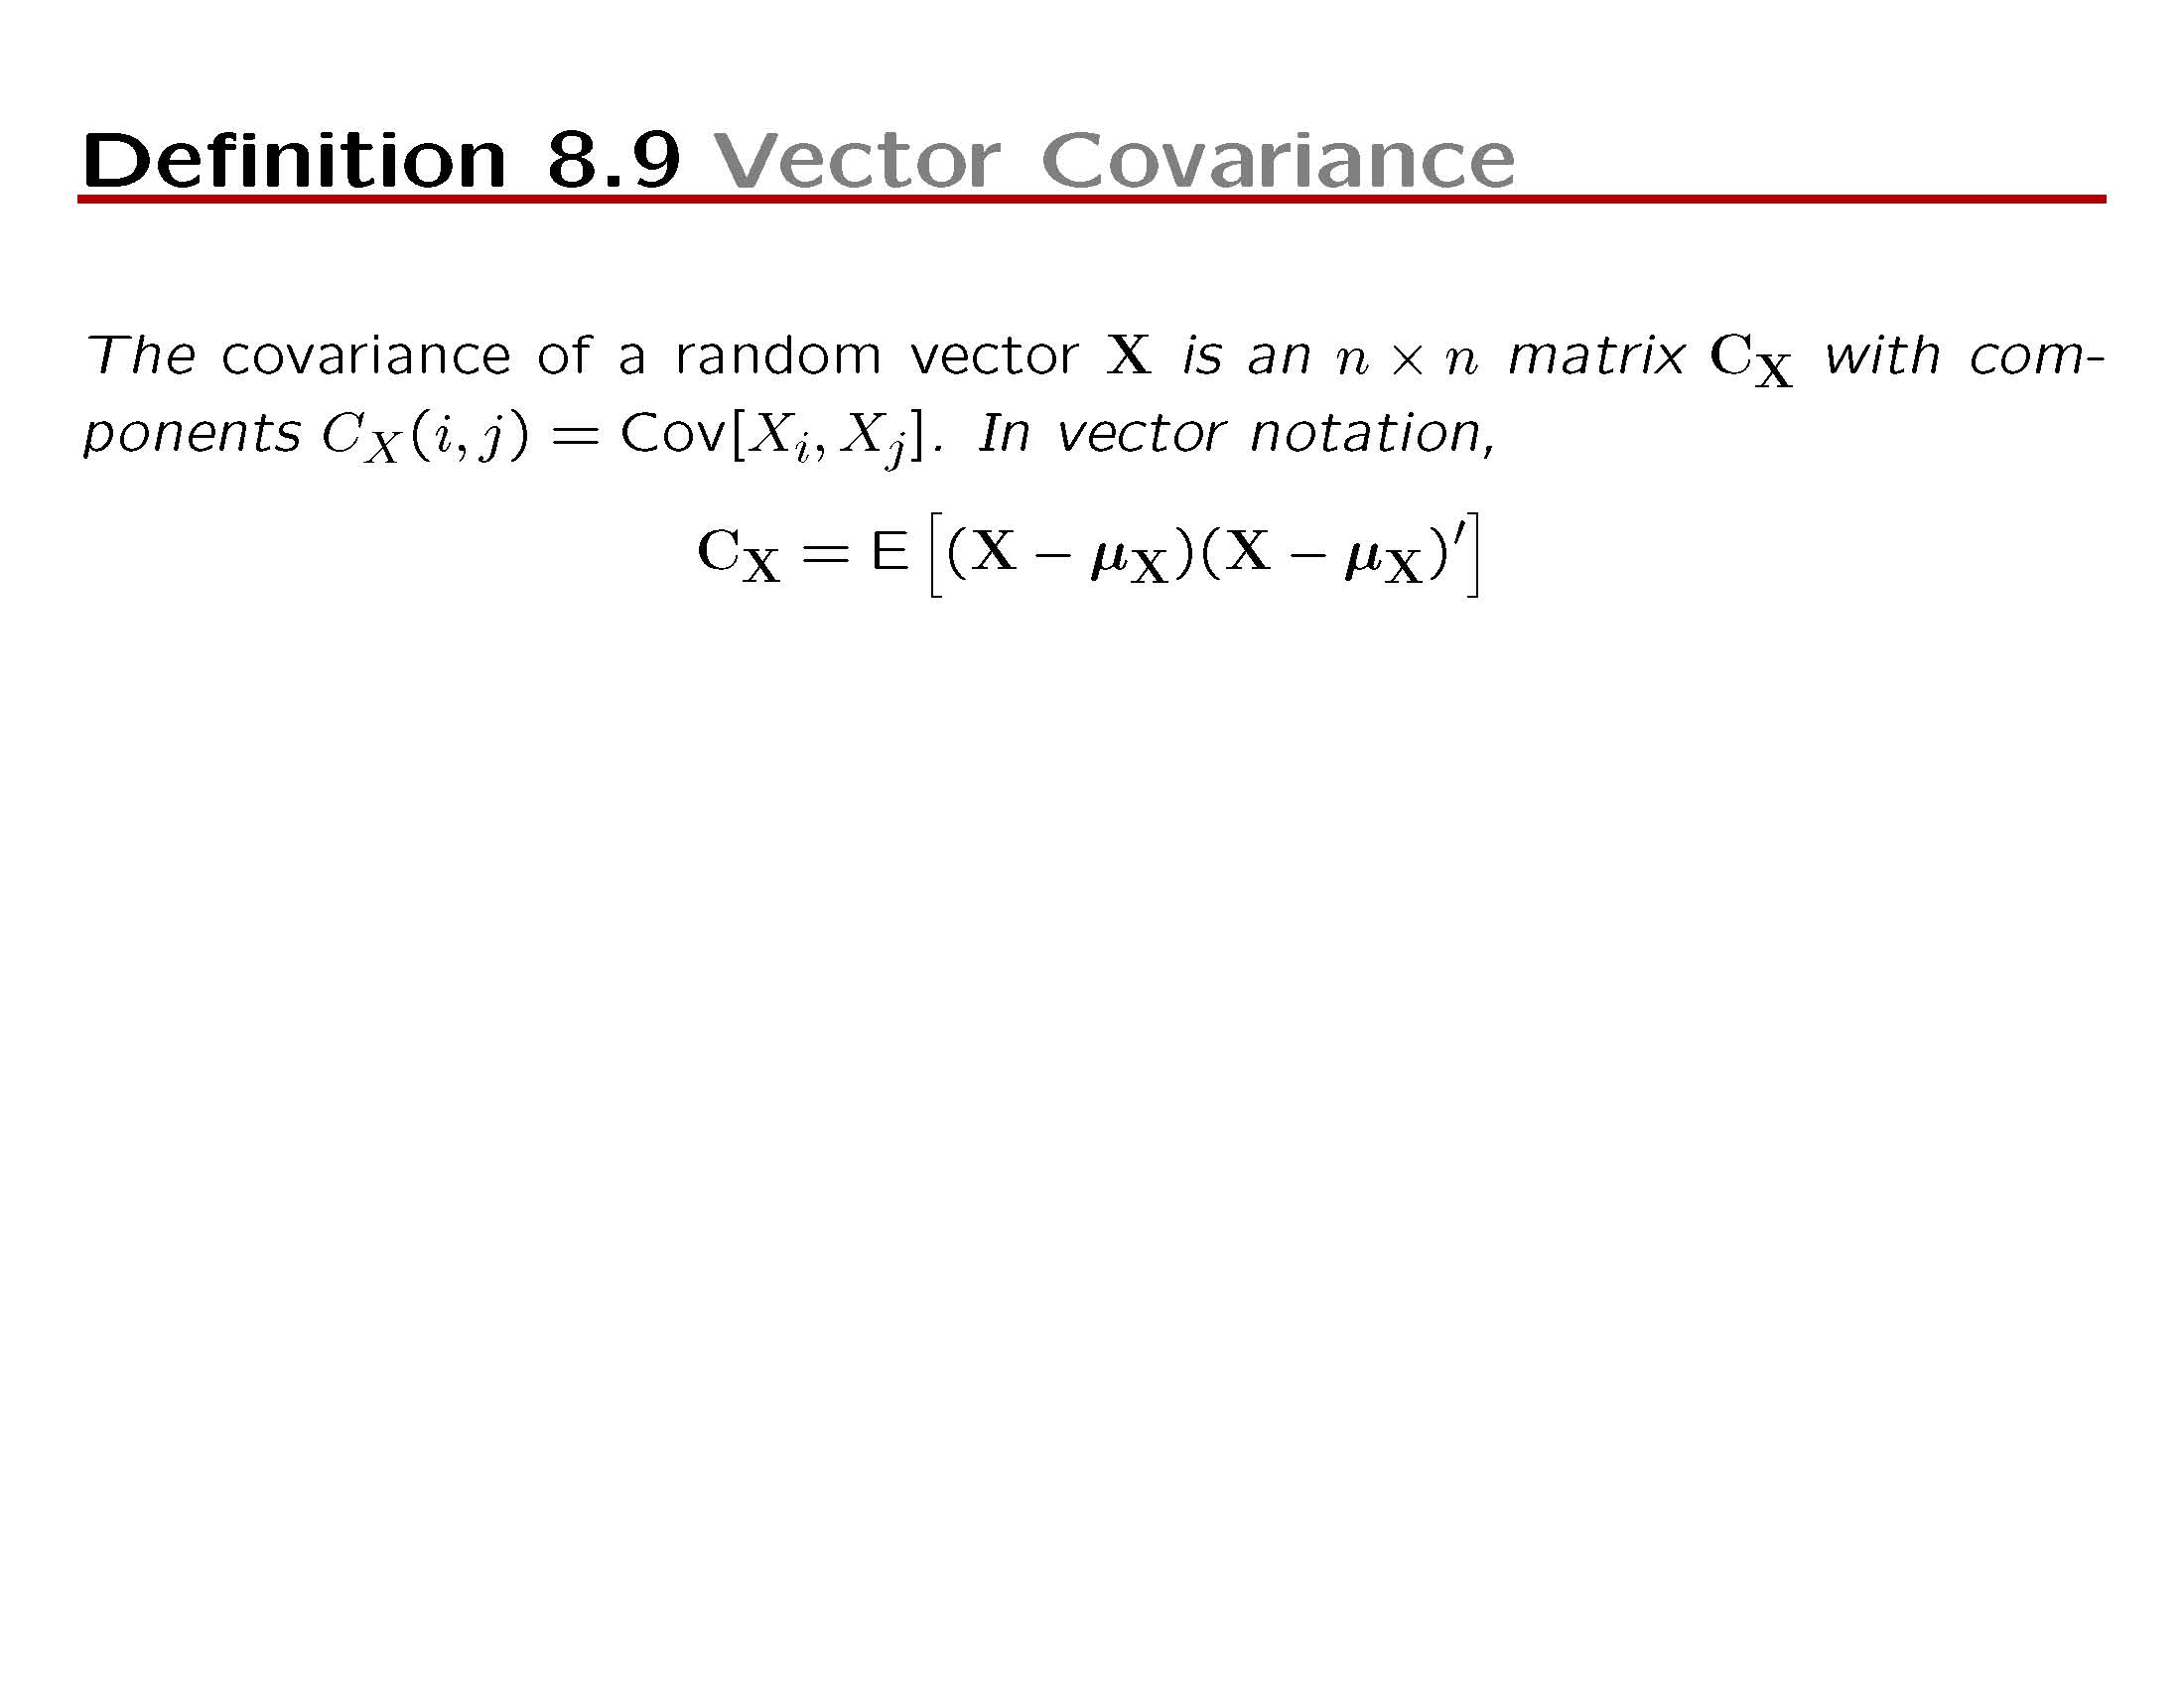 Definition 8.9 Vector Covariance
The covariance of a random vector X is an n × n matrix C_X with com-
ponents C_X(i, j) = Cov[X_i, X_j]. In vector notation,
C_X = E [(X − μ_X)(X − μ_X)′]